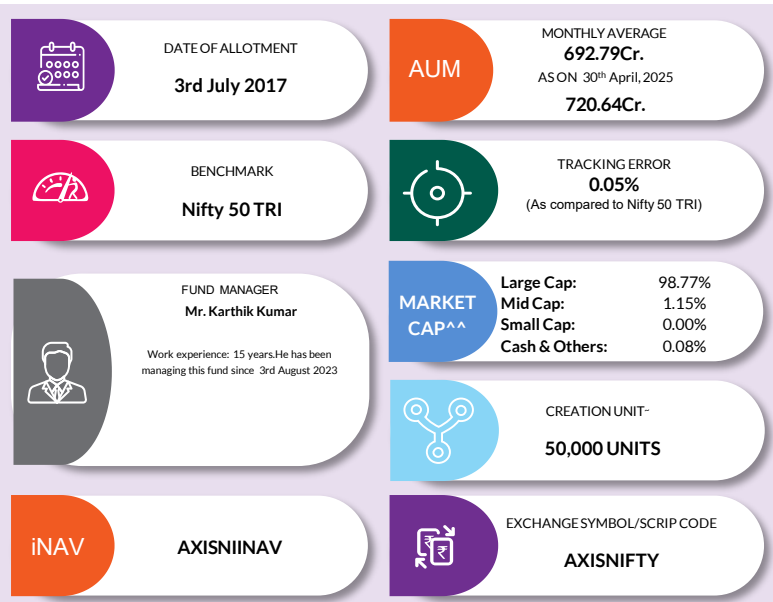 DATE OF ALLOTMENT
3rd July 2017
AUM
MONTHLY AVERAGE
692.79Cr.
AS ON 30th April, 2025
720.64Cr.
BENCHMARK
Nifty 50 TRI
TRACKING ERROR
0.05%
(As compared to Nifty 50 TRI)
FUND MANAGER
Mr. Karthik Kumar
Work experience: 15 years.He has been
managing this fund since 3rd August 2023
MARKET
CAP^^
Large Cap: 98.77%
Mid Cap: 1.15%
Small Cap: 0.00%
Cash & Others: 0.08%
CREATION UNIT~
50,000 UNITS
iNAV
AXISNIINAV
₹
₹
EXCHANGE SYMBOL/SCRIP CODE
AXISNIFTY